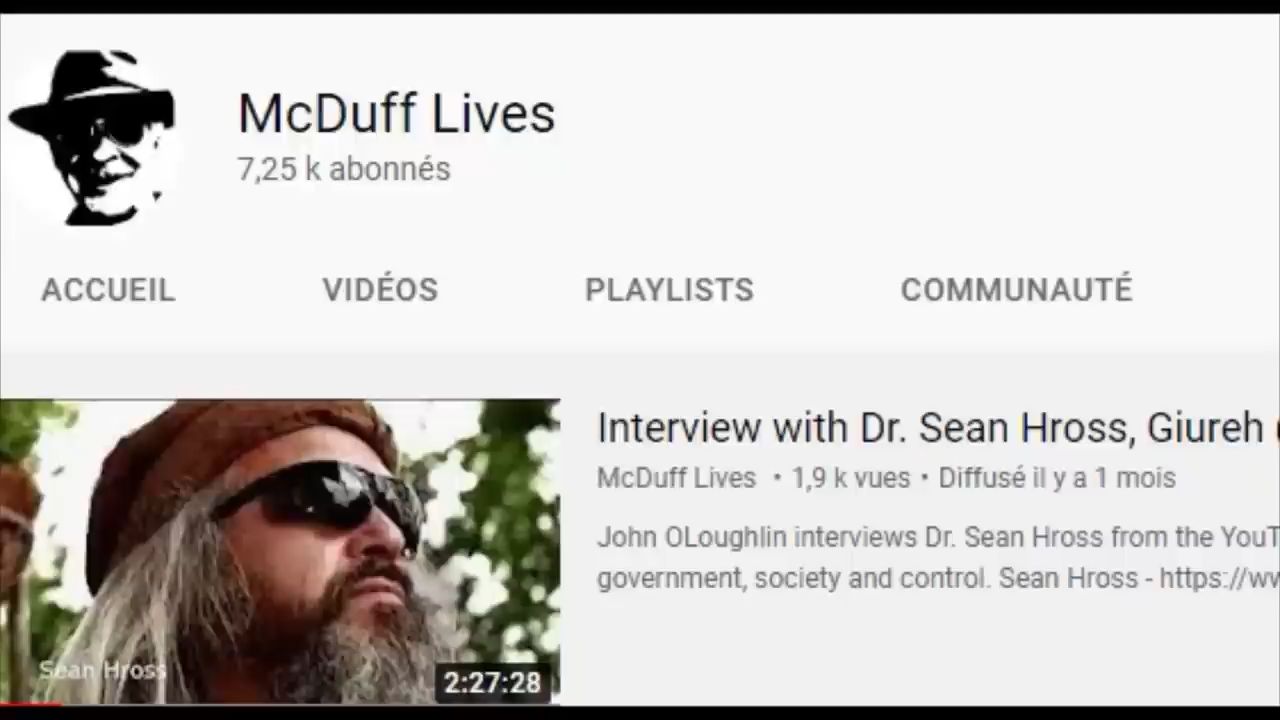 McDuff Lives
7,25 k abonnés
ACCUEIL VIDÉOS PLAYLISTS COMMUNAUTÉ
Interview with Dr. Sean Hross, Giureh
McDuff Lives • 1,9 k vues • Diffusé il y a 1 mois
John OLoughlin interviews Dr. Sean Hross from the
government, society and control. Sean Hross - https://
Sean Hross
2:27:28